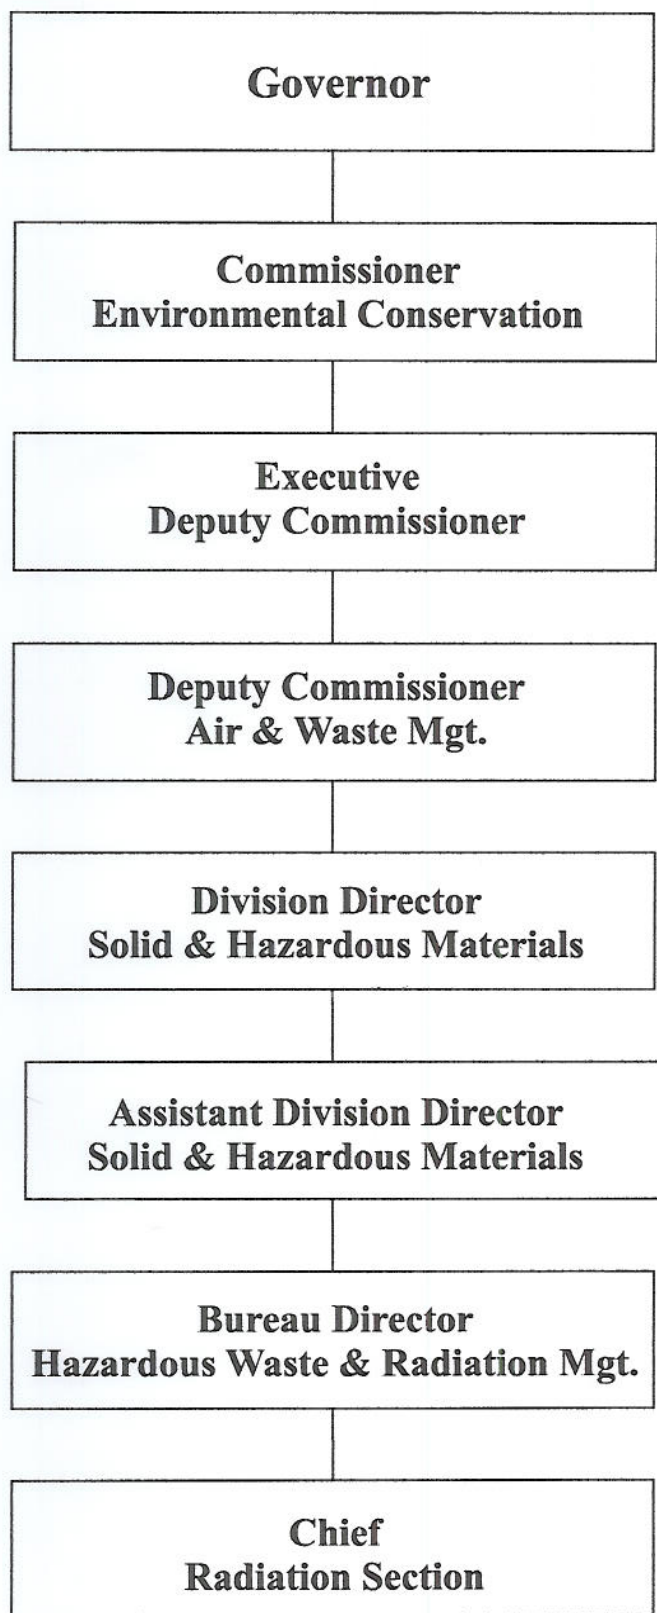 Governor
Commissioner
Environmental Conservation
Executive
Deputy Commissioner
Deputy Commissioner
Air & Waste Mgt.
Division Director
Solid & Hazardous Materials
Assistant Division Director
Solid & Hazardous Materials
Bureau Director
Hazardous Waste & Radiation Mgt.
Chief
Radiation Section